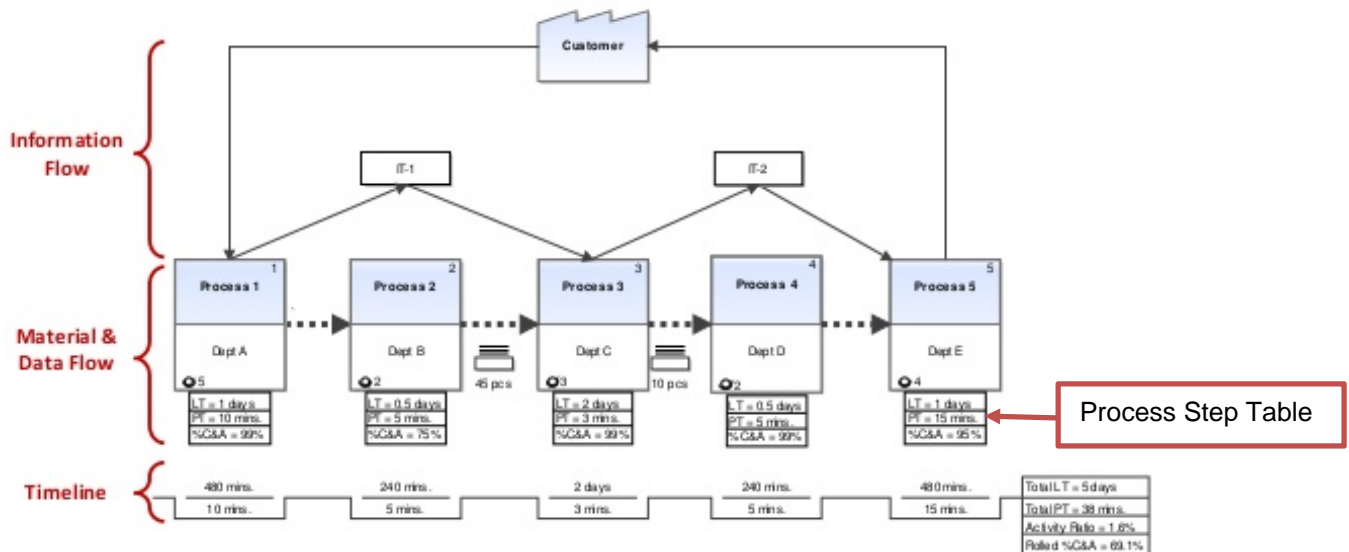 Customer
Information
Flow
IT-1
IT-2
1
Process 1
2
Process 2
3
Process 3
4
Process 4
5
Process 5
Material &
Data Flow
Dept A
Dept B
Dept C
Dept D
Dept E
5
2
45 pcs
3
10 pcs
2
4
LT = 1 days
PT = 10 mins.
%C&A = 99%
LT = 0.5 days
PT = 5 mins.
%C&A = 75%
LT = 2 days
PT = 3 mins.
%C&A = 99%
LT = 0.5 days
PT = 5 mins.
%C&A = 99%
LT = 1 days
PT = 15 mins.
%C&A = 95%
Process Step Table
Timeline
480 mins.
10 mins.
240 mins.
5 mins.
2 days
3 mins.
240 mins.
5 mins.
480 mins.
15 mins.
Total LT = 5 days
Total PT = 38 mins.
Activity Ratio = 1.6%
Rolled %C&A = 69.1%